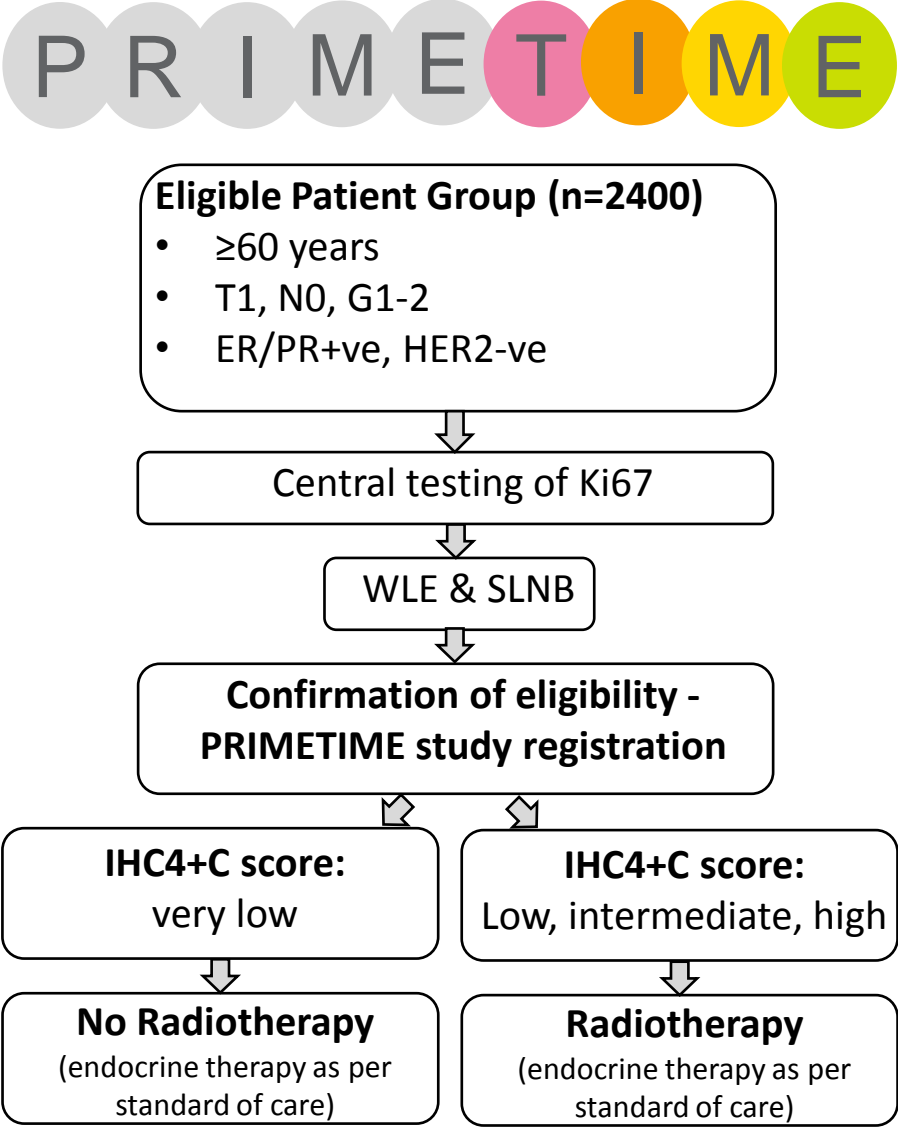 PRIMETIME
Eligible Patient Group (n=2400)
• ≥60 years
• T1, N0, G1-2
• ER/PR+ve, HER2-ve
Central testing of Ki67
WLE & SLNB
Confirmation of eligibility -
PRIMETIME study registration
IHC4+C score:
very low
IHC4+C score:
Low, intermediate, high
No Radiotherapy
(endocrine therapy as per
standard of care)
Radiotherapy
(endocrine therapy as per
standard of care)